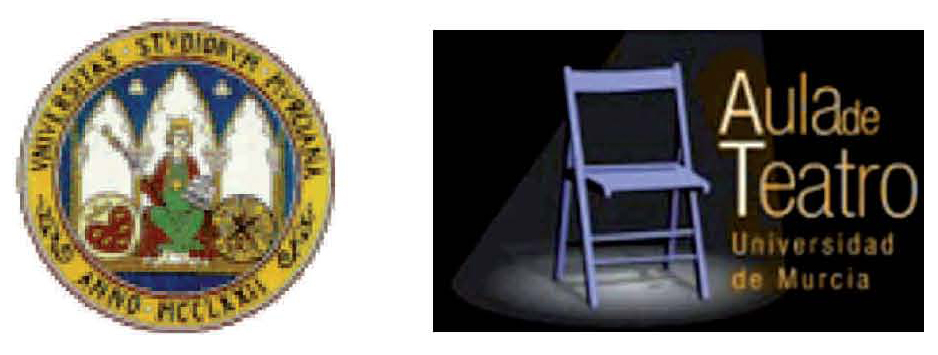 VNIVERSITAS · STVDIORVM MVRCIANA
ANNO MCCLXXII
Aula de
Teatro
Universidad
de Murcia